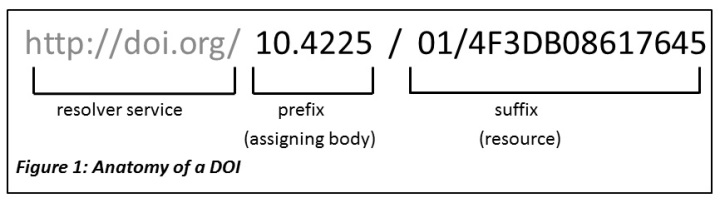 http://doi.org/ 10.4225 / 01/4F3DB08617645
resolver service prefix suffix
(assigning body) (resource)
Figure 1: Anatomy of a DOI